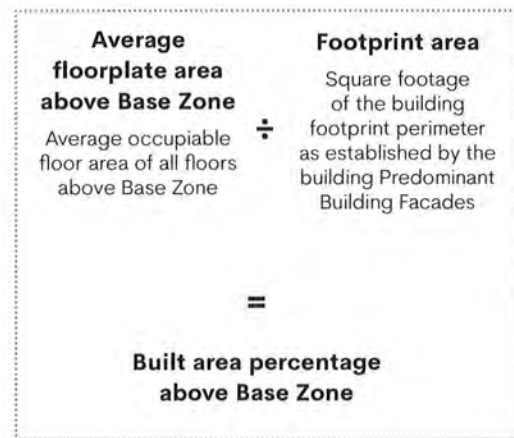 Average
floorplate area
above Base Zone
Average occupiable
floor area of all floors
above Base Zone
÷
Footprint area
Square footage
of the building
footprint perimeter
as established by the
building Predominant
Building Facades
=
Built area percentage
above Base Zone